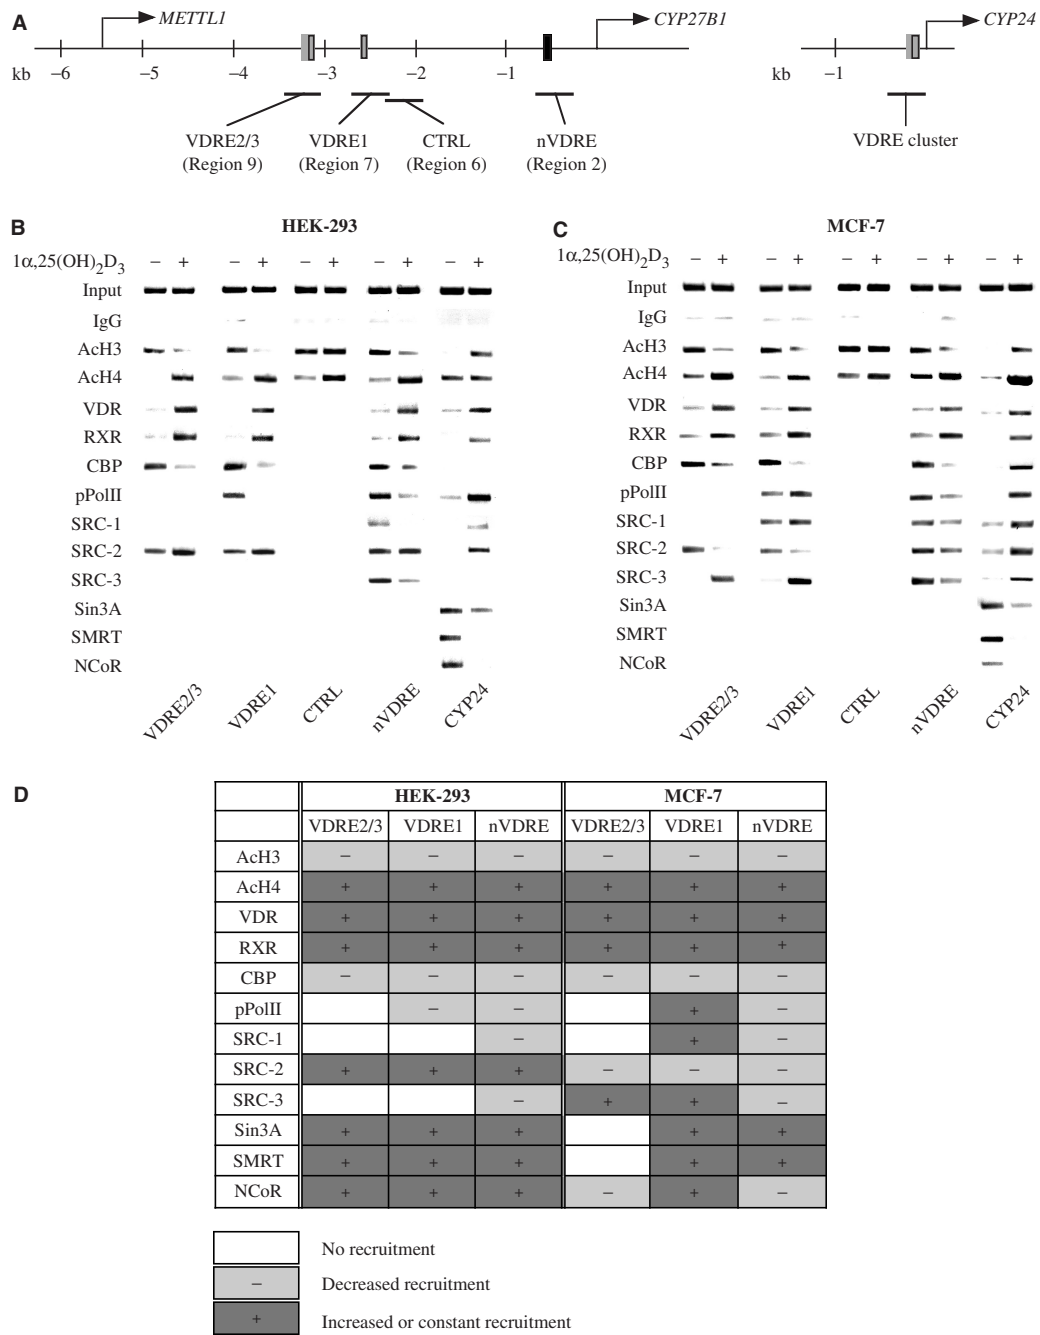 A
METTL1
CYP27B1
CYP24
kb
−6
−5
−4
−3
−2
−1
−1
kb
VDRE2/3
(Region 9)
VDRE1
(Region 7)
CTRL
(Region 6)
nVDRE
(Region 2)
VDRE cluster
B
HEK-293
1α,25(OH)2D3
− + − + − + − + − +
Input
IgG
AcH3
AcH4
VDR
RXR
CBP
pPolII
SRC-1
SRC-2
SRC-3
Sin3A
SMRT
NCoR
VDRE2/3
VDRE1
CTRL
nVDRE
CYP24
C
MCF-7
1α,25(OH)2D3
− + − + − + − + − +
Input
IgG
AcH3
AcH4
VDR
RXR
CBP
pPolII
SRC-1
SRC-2
SRC-3
Sin3A
SMRT
NCoR
VDRE2/3
VDRE1
CTRL
nVDRE
CYP24
D
HEK-293 MCF-7
VDRE2/3 VDRE1 nVDRE VDRE2/3 VDRE1 nVDRE
AcH3 − − − − − −
AcH4 + + + + + +
VDR + + + + + +
RXR + + + + + +
CBP − − − − − −
pPolII − − + −
SRC-1 − + −
SRC-2 + + + − − −
SRC-3 − + + −
Sin3A + + + + +
SMRT + + + + +
NCoR + + + − + −
No recruitment
− Decreased recruitment
+ Increased or constant recruitment